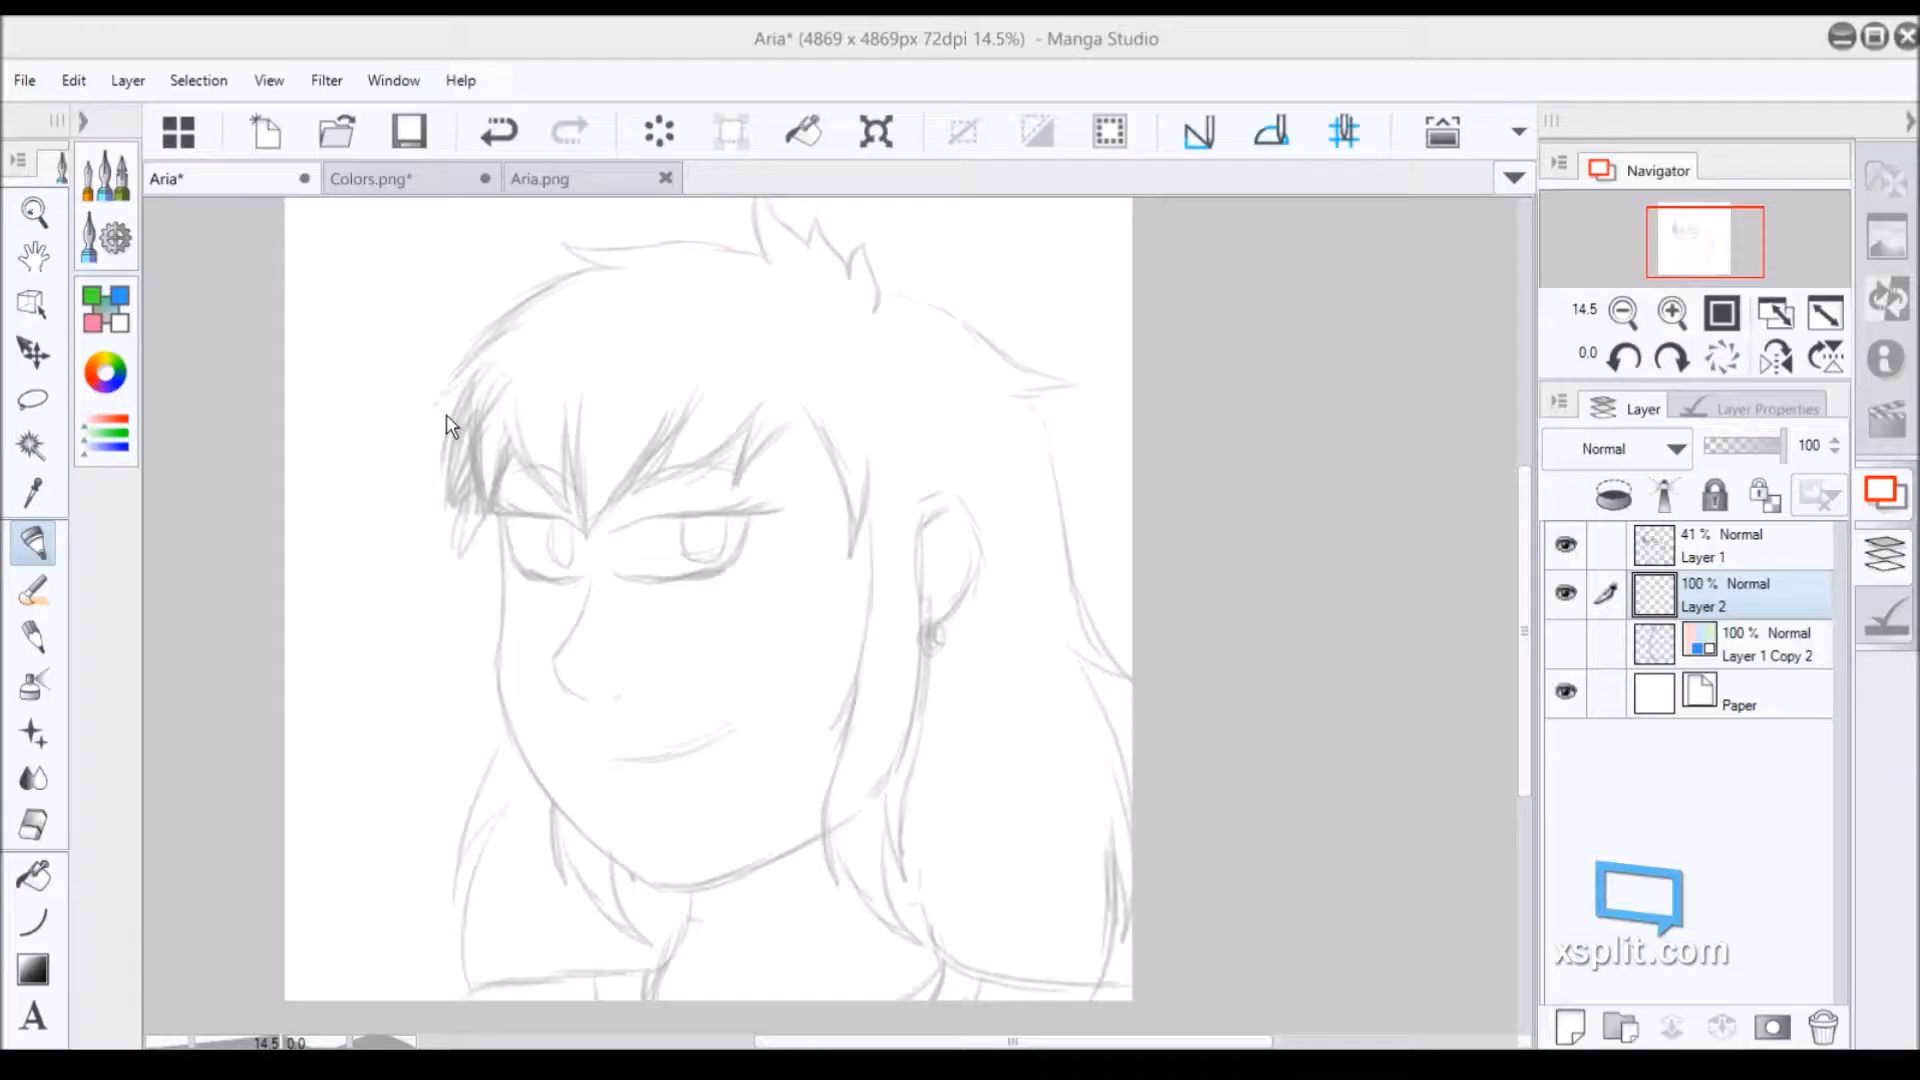 Aria* (4869 x 4869px 72dpi 14.5%) - Manga Studio
File Edit Layer Selection View Filter Window Help
Aria* Colors.png* Aria.png
Navigator
14.5
0.0
Layer Layer Properties
Normal 100
41 % Normal
Layer 1
100 % Normal
Layer 2
100 % Normal
Layer 1 Copy 2
Paper
xsplit.com
A
14.5 0.0